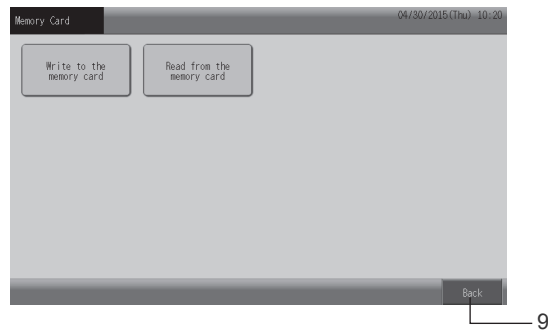 Memory Card
04/30/2015(Thu) 10:20
Write to the
memory card
Read from the
memory card
Back
9